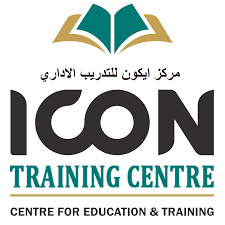 مركز ايكون للتدريب الاداري
ICON
TRAINING CENTRE
CENTRE FOR EDUCATION & TRAINING